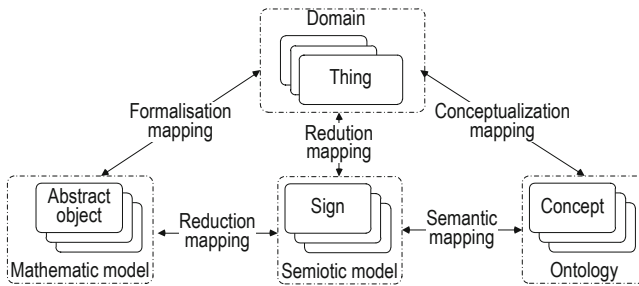 Domain
Thing
Formalisation
mapping
Redution
mapping
Conceptualization
mapping
Abstract
object
Reduction
mapping
Sign
Semantic
mapping
Concept
Mathematic model
Semiotic model
Ontology